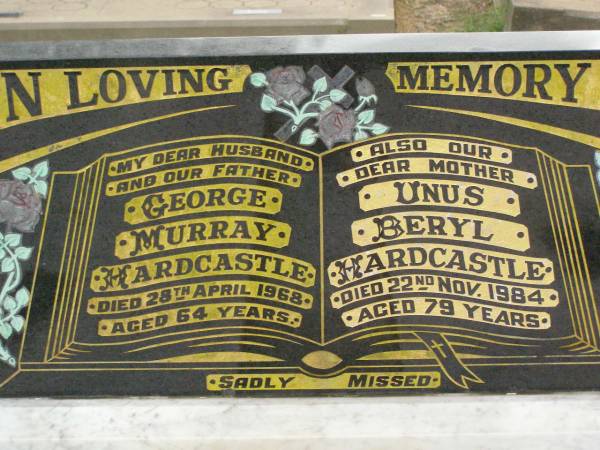 N LOVING MEMORY
MY DEAR HUSBAND
AND OUR FATHER
GEORGE
MURRAY
HARDCASTLE
DIED 28TH APRIL 1968
AGED 64 YEARS.
ALSO OUR
DEAR MOTHER
UNUS
BERYL
HARDCASTLE
DIED 22ND NOV. 1984
AGED 79 YEARS
SADLY MISSED